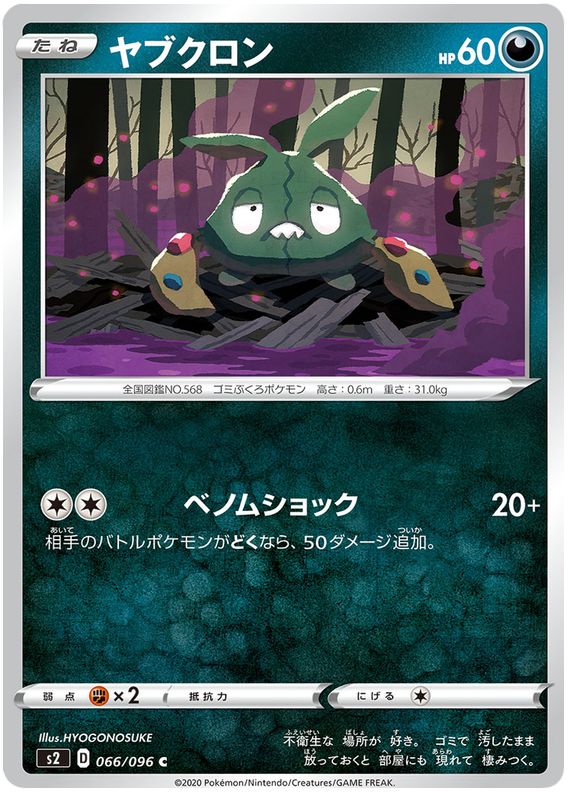 たね ヤブクロン HP60
全国図鑑NO.568 ゴミぶくろポケモン 高さ:0.6m 重さ:31.0kg
ベノムショック 20+
相手のバトルポケモンがどくなら、50ダメージ追加。
弱点 ×2 抵抗力 にげる
Illus.HYOGONOSUKE
不衛生な 場所が 好き。 ゴミで 汚したまま
放っておくと 部屋にも 現れて 棲みつく。
s2 D 066/096 C
©2020 Pokémon/Nintendo/Creatures/GAME FREAK.